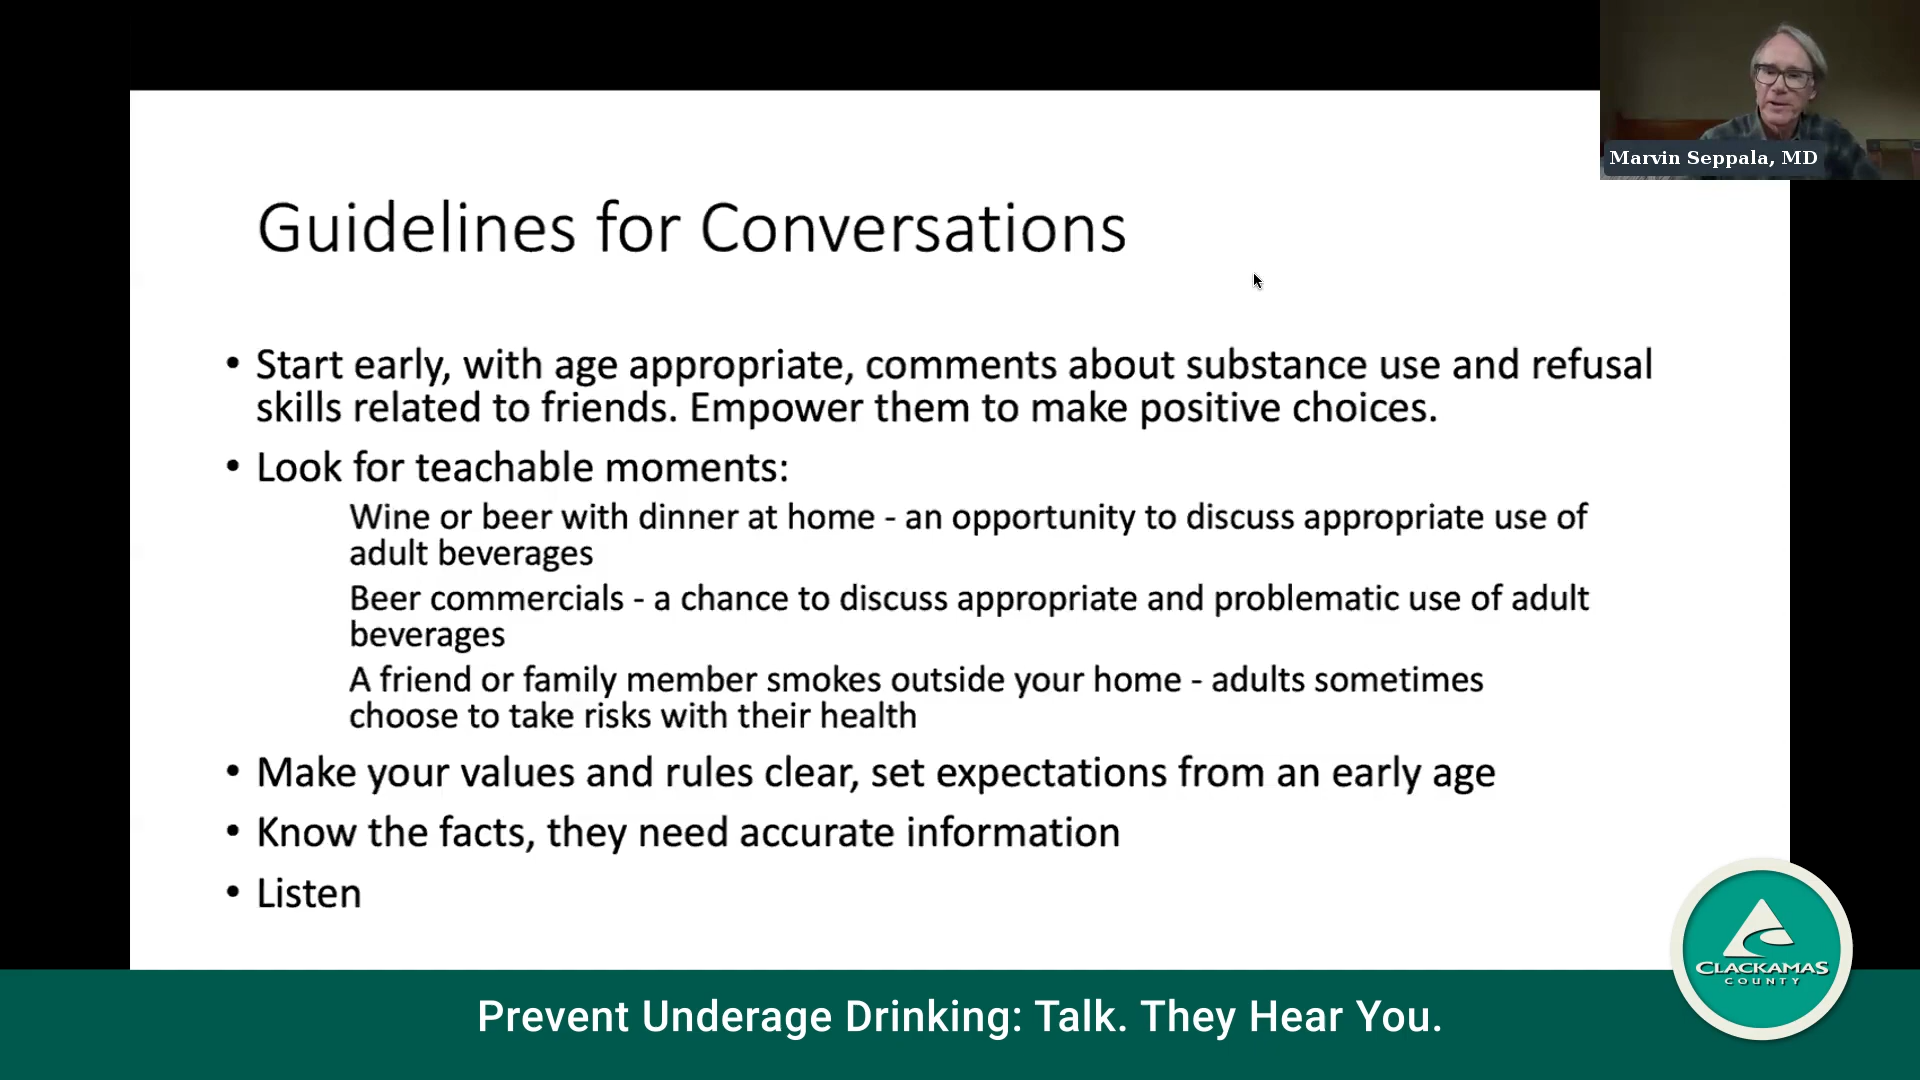 Marvin Seppala, MD
Guidelines for Conversations
• Start early, with age appropriate, comments about substance use and refusal
skills related to friends. Empower them to make positive choices.
• Look for teachable moments:
Wine or beer with dinner at home - an opportunity to discuss appropriate use of
adult beverages
Beer commercials - a chance to discuss appropriate and problematic use of adult
beverages
A friend or family member smokes outside your home - adults sometimes
choose to take risks with their health
• Make your values and rules clear, set expectations from an early age
• Know the facts, they need accurate information
• Listen
CLACKAMAS
COUNTY
Prevent Underage Drinking: Talk. They Hear You.